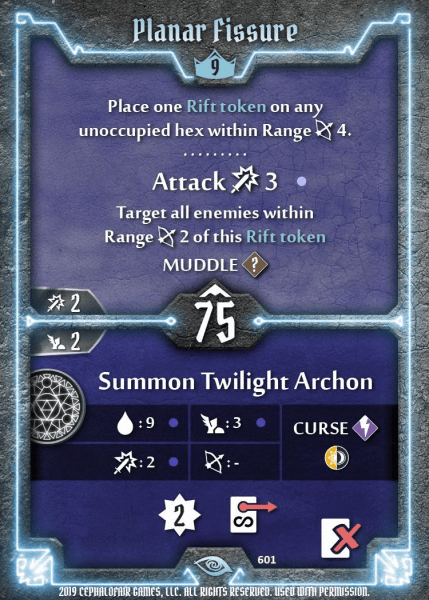 Planar Fissure
9
Place one Rift token on any
unoccupied hex within Range 4.
.........
Attack 3
Target all enemies within
Range 2 of this Rift token
MUDDLE ?
2
75
2
Summon Twilight Archon
: 9 : 3 CURSE
: 2 : -
2
601
2019 CEPHALOFAIR GAMES, LLC. ALL RIGHTS RESERVED. USED WITH PERMISSION.